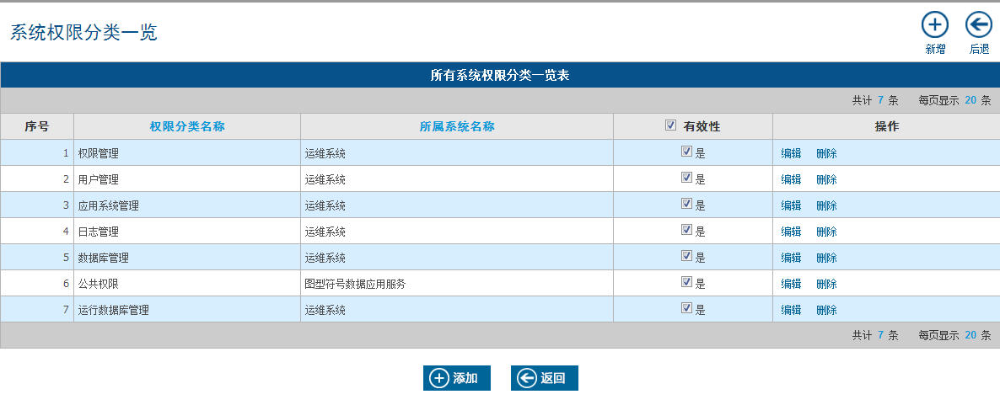 系统权限分类一览
新增 后退
所有系统权限分类一览表
共计 7 条 每页显示 20 条
序号 权限分类名称 所属系统名称 有效性 操作
1 权限管理 运维系统 是 编辑 删除
2 用户管理 运维系统 是 编辑 删除
3 应用系统管理 运维系统 是 编辑 删除
4 日志管理 运维系统 是 编辑 删除
5 数据库管理 运维系统 是 编辑 删除
6 公共权限 图型符号数据应用服务 是 编辑 删除
7 运行数据库管理 运维系统 是 编辑 删除
共计 7 条 每页显示 20 条
添加 返回